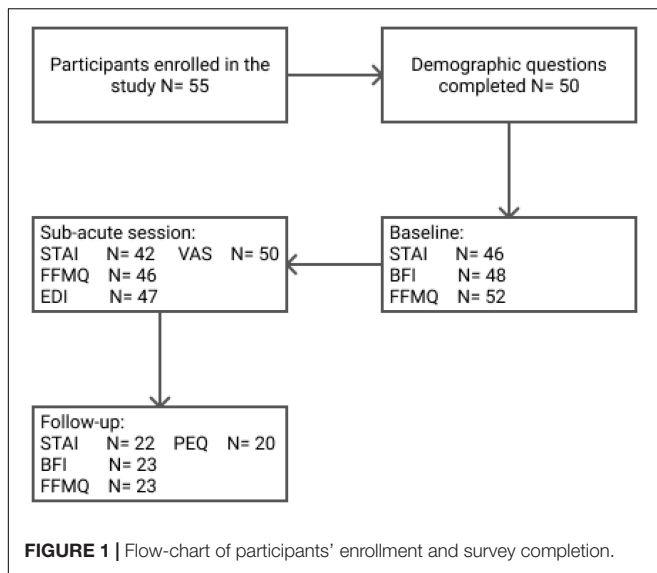 Participants enrolled in the
study N= 55
Demographic questions
completed N= 50
Sub-acute session:
STAI N= 42 VAS N= 50
FFMQ N= 46
EDI N= 47
Baseline:
STAI N= 46
BFI N= 48
FFMQ N= 52
Follow-up:
STAI N= 22 PEQ N= 20
BFI N= 23
FFMQ N= 23
FIGURE 1 | Flow-chart of participants' enrollment and survey completion.